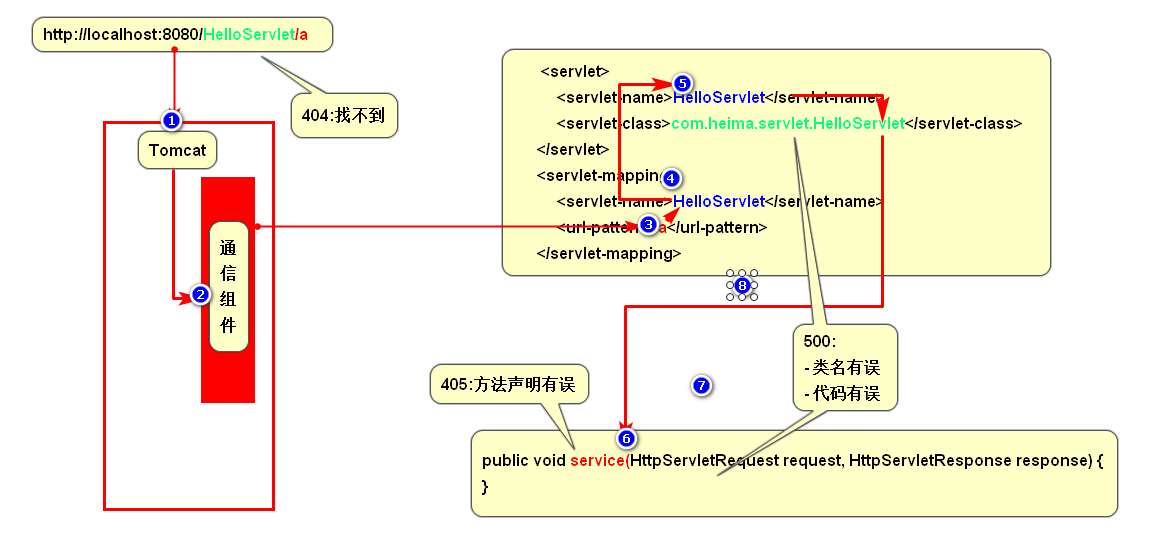 http://localhost:8080/HelloServlet/a
404:找不到
1
Tomcat
2
通
信
组
件
<servlet>
5
<servlet-name>HelloServlet</servlet-name>
<servlet-class>com.heima.servlet.HelloServlet</servlet-class>
</servlet>
<servlet-mapping
4
<servlet-name>HelloServlet</servlet-name>
3
<url-pattern a</url-pattern>
</servlet-mapping>
8
500:
-类名有误
-代码有误
405:方法声明有误
7
6
public void service(HttpServletRequest request, HttpServletResponse response) {
}